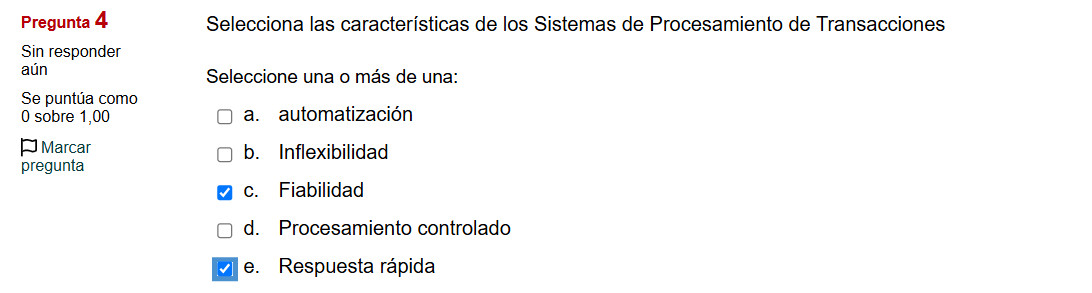 Pregunta 4
Sin responder
aún
Se puntúa como
0 sobre 1,00
Marcar
pregunta
Selecciona las características de los Sistemas de Procesamiento de Transacciones
Seleccione una o más de una:
a. automatización
b. Inflexibilidad
c. Fiabilidad
d. Procesamiento controlado
e. Respuesta rápida